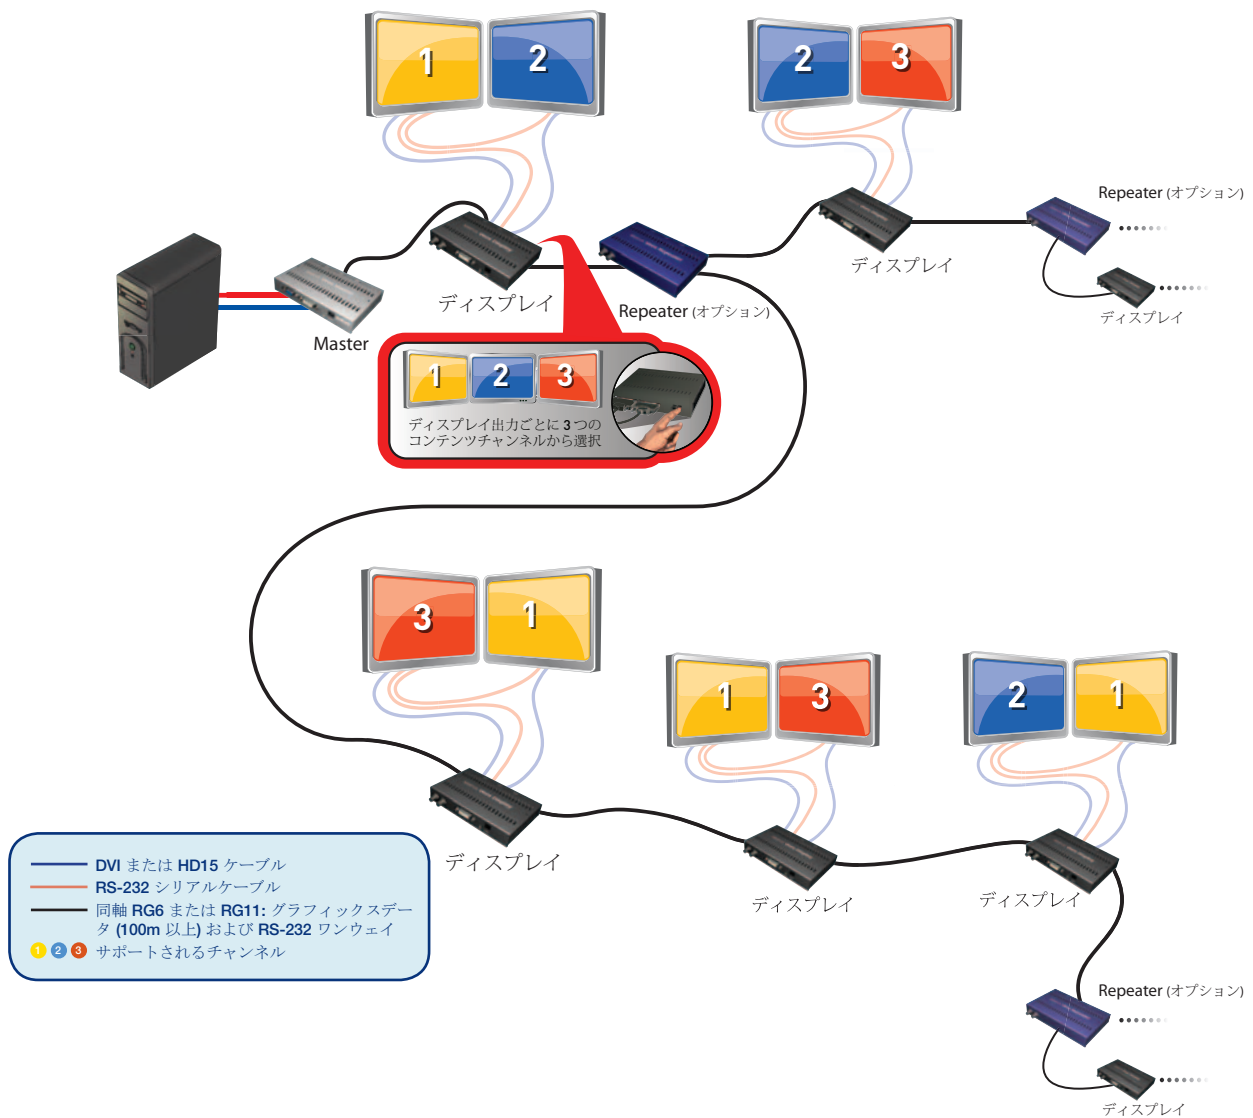 1
2
2
3
Repeater (オプション)
ディスプレイ
ディスプレイ
ディスプレイ
Repeater (オプション)
Master
1
2
3
ディスプレイ出力ごとに 3 つの
コンテンツチャンネルから選択
3
1
1
3
2
1
ディスプレイ
ディスプレイ
ディスプレイ
DVI または HD15 ケーブル
RS-232 シリアルケーブル
同軸 RG6 または RG11: グラフィックスデー
タ (100m 以上) および RS-232 ワンウェイ
1 2 3 サポートされるチャンネル
Repeater (オプション)
ディスプレイ